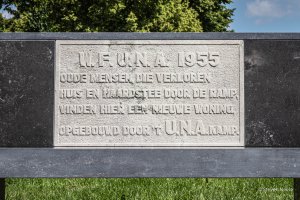 W.F.U.N.A. 1955
OUDE MENSEN, DIE VERLOREN
HUIS EN HAARDSTEE DOOR DE RAMP,
VINDEN HIER EEN NIEUWE WONING,
OPGEBOUWD DOOR 'T U.N.A. KAMP.